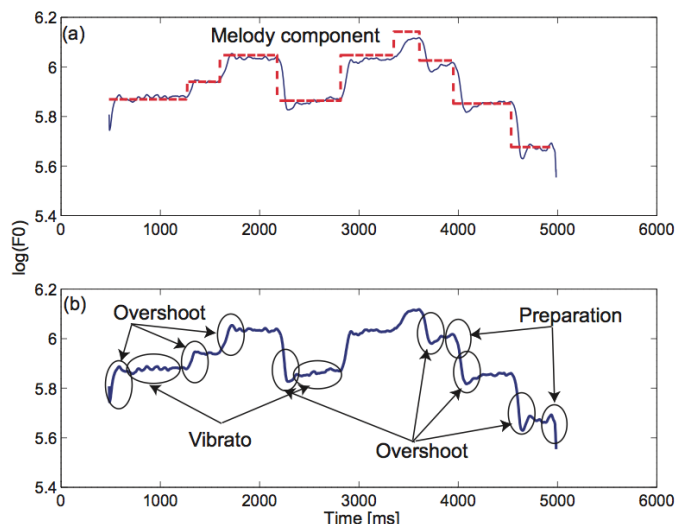 6.2
(a)
Melody component
6
5.8
5.6
5.4
0 1000 2000 3000 4000 5000 6000
log(F0)
6.2
(b)
Overshoot
Preparation
6
5.8
5.6
Vibrato
Overshoot
5.4
0 1000 2000 3000 4000 5000 6000
Time [ms]